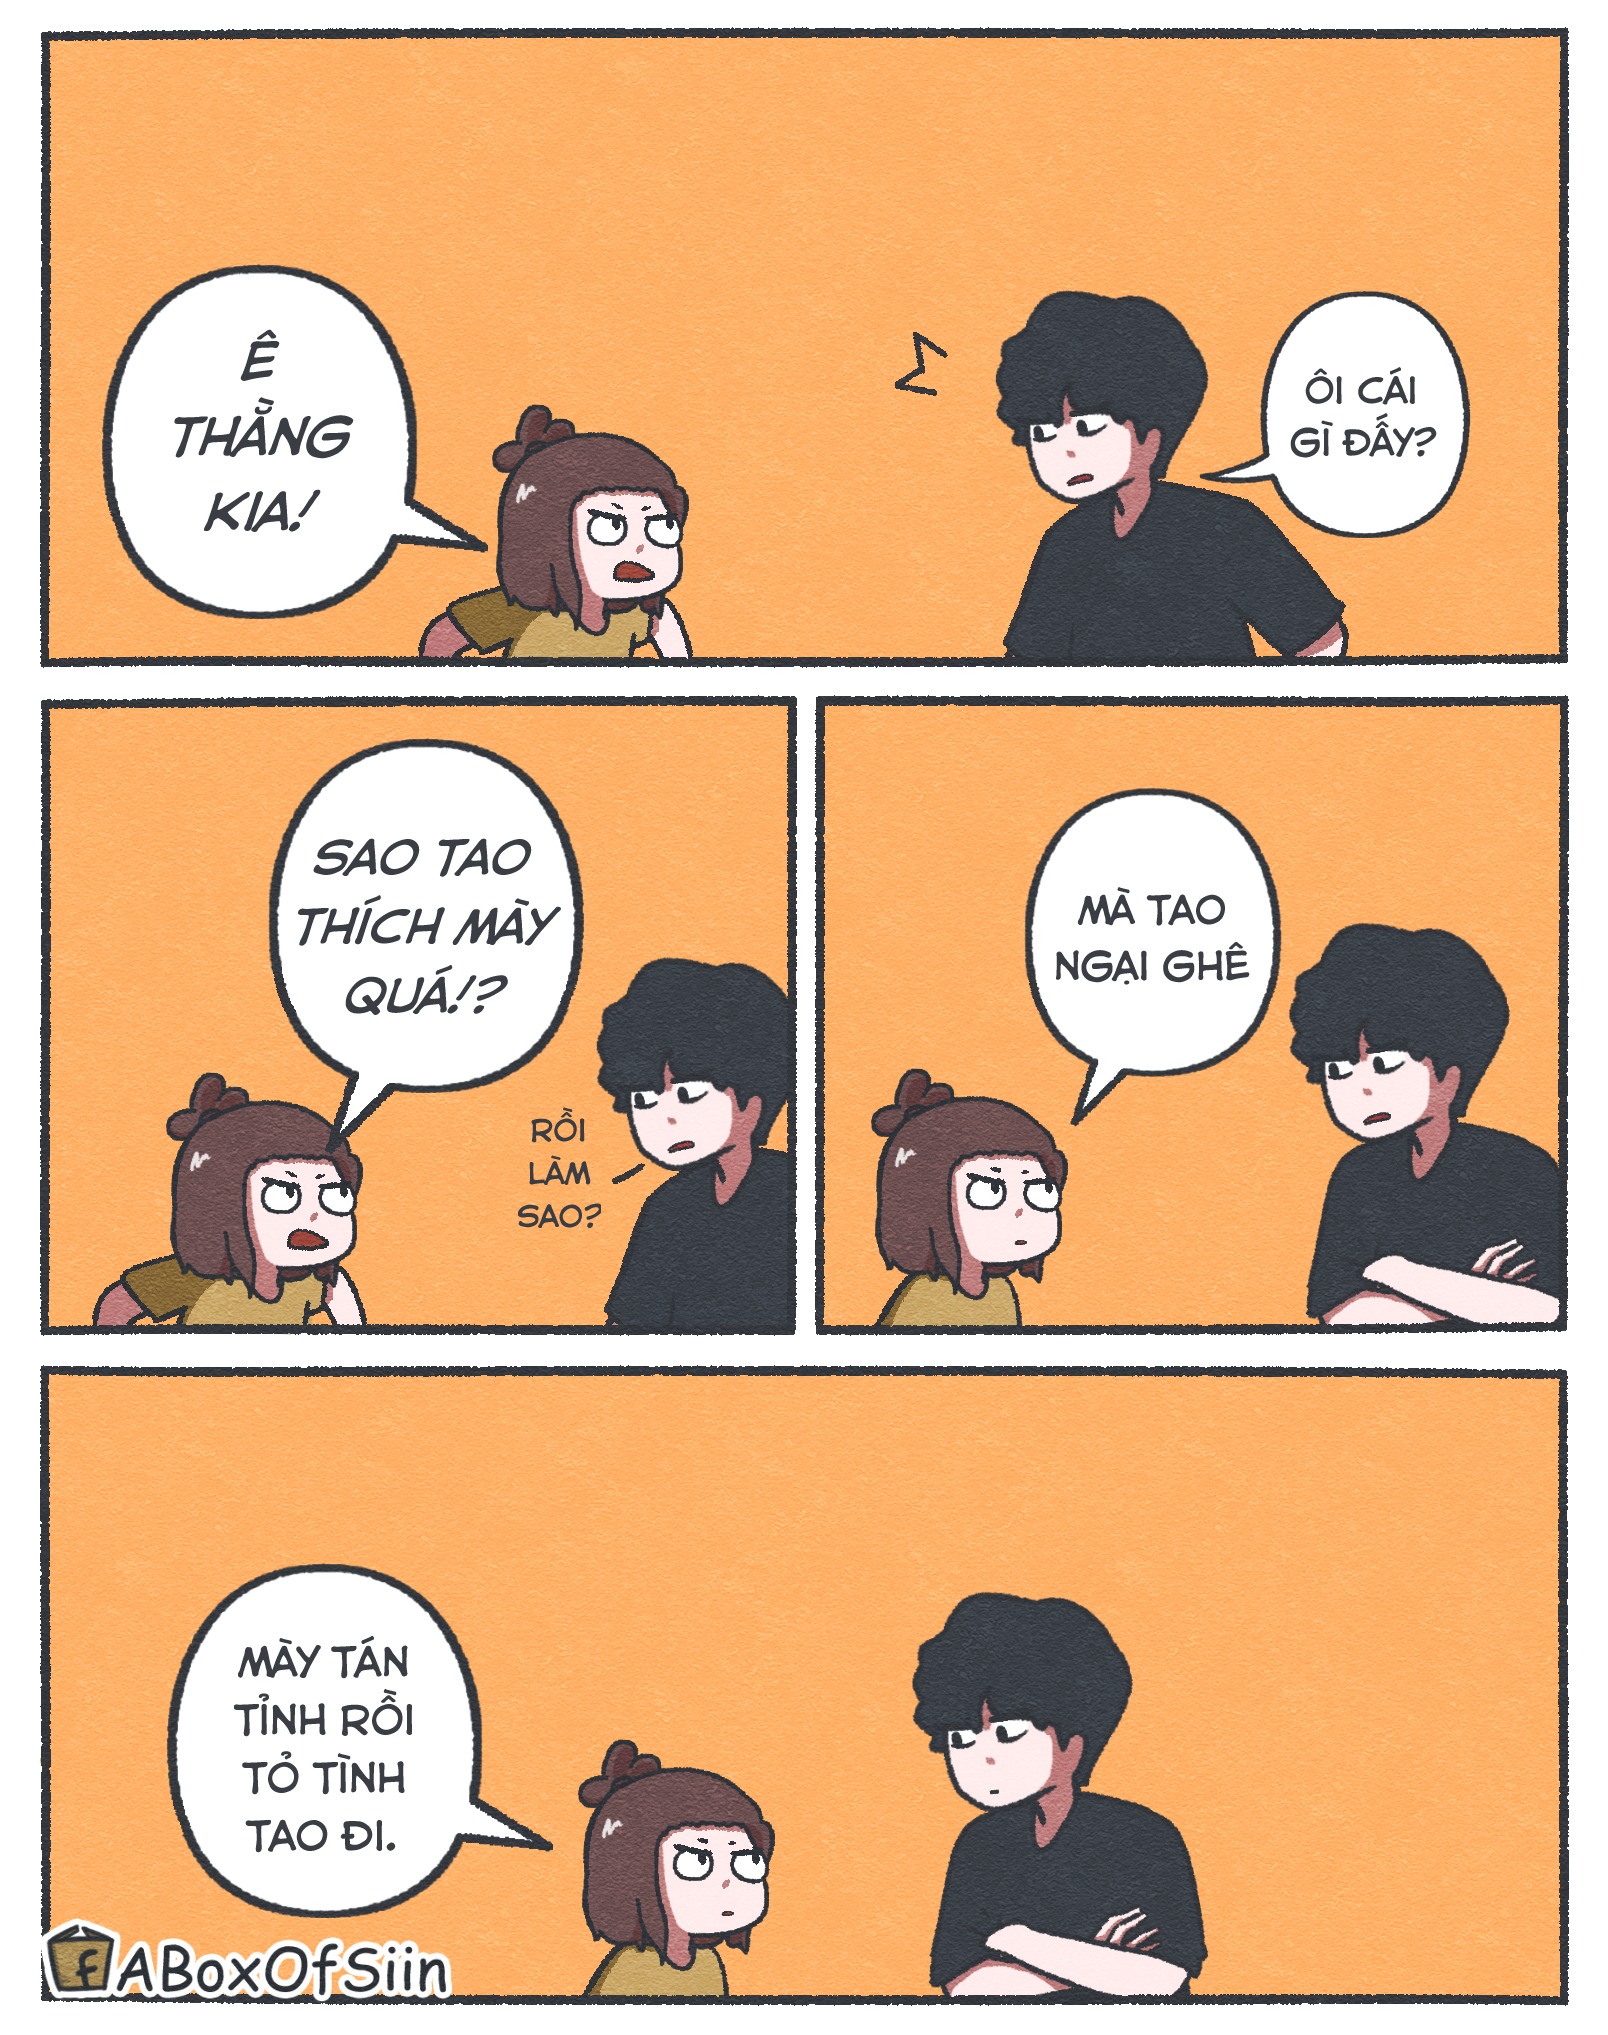 Ê
THẰNG
KIA!
ÔI CÁI
GÌ ĐẤY?
SAO TAO
THÍCH MÀY
QUÁ!?
RỒI
LÀM
SAO?
MÀ TAO
NGẠI GHÊ
MÀY TÁN
TỈNH RỒI
TỎ TÌNH
TAO ĐI.
f ABoxOfSiin